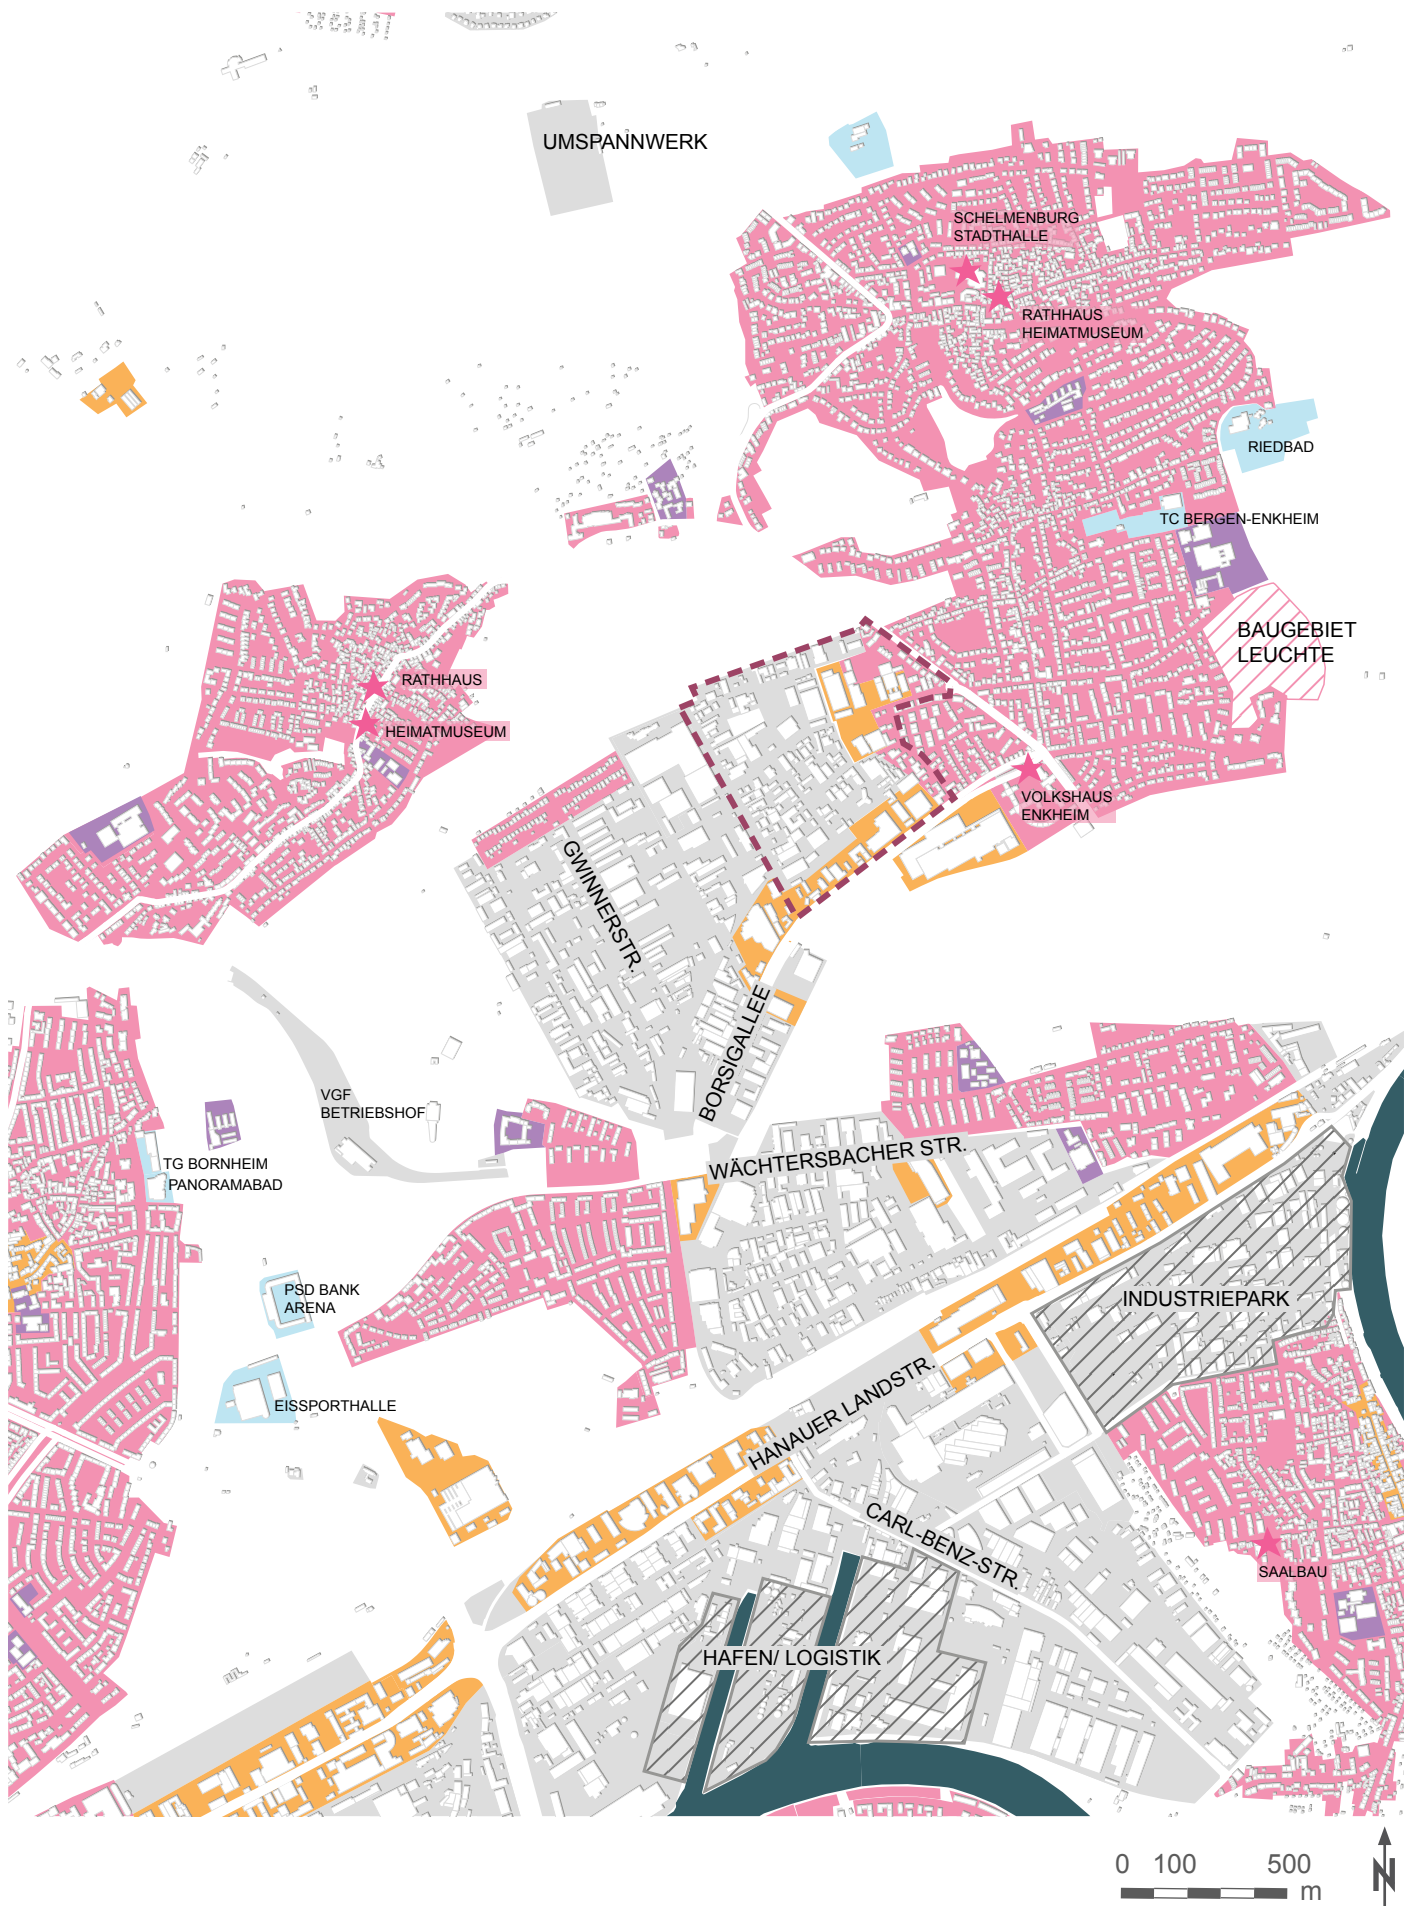 UMSPANNWERK
SCHELMENBURG
STADTHALLE
RATHHAUS
HEIMATMUSEUM
RIEDBAD
TC BERGEN-ENKHEIM
BAUGEBIET
LEUCHTE
RATHHAUS
HEIMATMUSEUM
VOLKSHAUS
ENKHEIM
GWINNERSTR.
BORSIGALLEE
VGF
BETRIEBSHOF
WÄCHTERSBACHER STR.
TG BORNHEIM
PANORAMABAD
PSD BANK
ARENA
INDUSTRIEPARK
EISSPORTHALLE
HANAUER LANDSTR.
CARL-BENZ-STR.
SAALBAU
HAFEN/ LOGISTIK
0 100 500
m
N